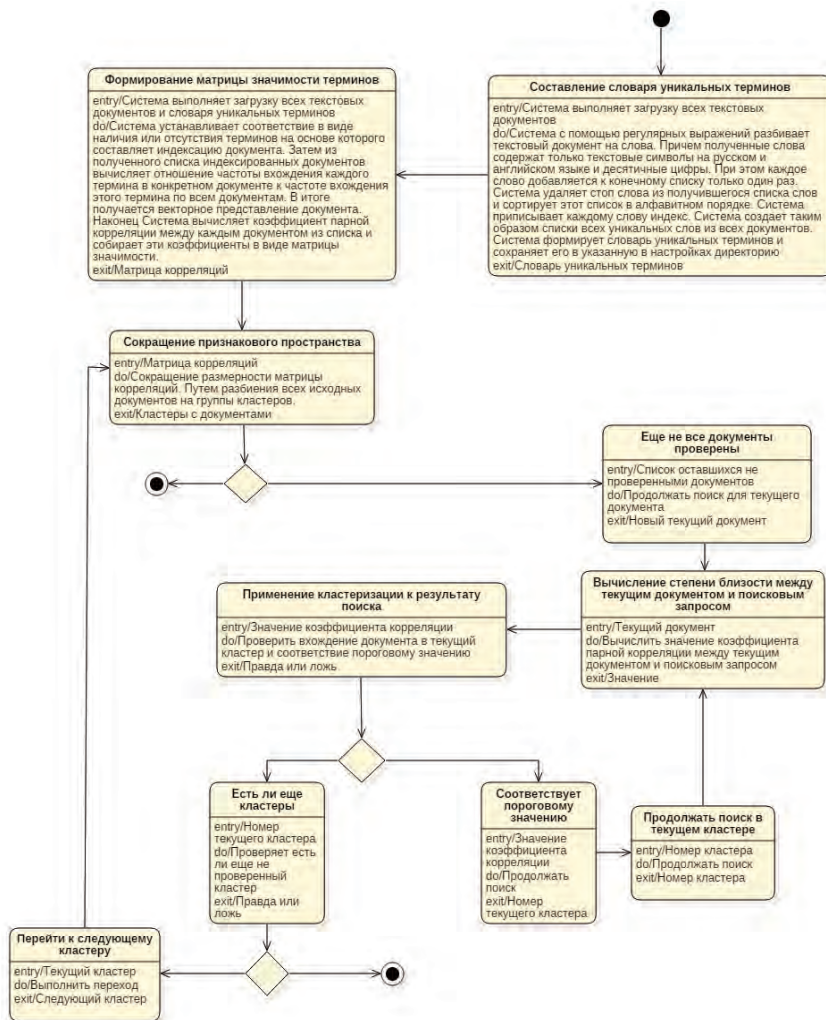 Составление словаря уникальных терминов
entry/Система выполняет загрузку всех текстовых
документов
do/Система с помощью регулярных выражений разбивает
текстовый документ на слова. Причем полученные слова
содержат только текстовые символы на русском и
английском языке и десятичные цифры. При этом каждое
слово добавляется к конечному списку только один раз.
Система удаляет стоп слова из получившегося списка слов
и сортирует этот список в алфавитном порядке. Система
приписывает каждому слову индекс. Система создает таким
образом списки всех уникальных слов из всех документов.
Система формирует словарь уникальных терминов и
сохраняет его в указанную в настройках директорию
exit/Словарь уникальных терминов
Формирование матрицы значимости терминов
entry/Система выполняет загрузку всех текстовых
документов и словаря уникальных терминов
do/Система устанавливает соответствие в виде
наличия или отсутствия терминов на основе которого
составляет индексацию документа. Затем из
полученного списка индексированных документов
вычисляет отношение частоты вхождения каждого
термина в конкретном документе к частоте вхождения
этого термина по всем документам. В итоге
получается векторное представление документа.
Наконец Система вычисляет коэффициент парной
корреляции между каждым документом из списка и
собирает эти коэффициенты в виде матрицы
значимости.
exit/Матрица корреляций
Сокращение признакового пространства
entry/Матрица корреляций
do/Сокращение размерности матрицы
корреляций. Путем разбиения всех исходных
документов на группы кластеров.
exit/Кластеры с документами
Еще не все документы
проверены
entry/Список оставшихся не
проверенными документов
do/Продолжать поиск для текущего
документа
exit/Новый текущий документ
Вычисление степени близости между
текущим документом и поисковым
запросом
entry/Текущий документ
do/Вычислить значение коэффициента
парной корреляции между текущим
документом и поисковым запросом
exit/Значение
Применение кластеризации к результату
поиска
entry/Значение коэффициента корреляции
do/Проверить вхождение документа в текущий
кластер и соответствие пороговому значению
exit/Правда или ложь
Есть ли еще
кластеры
entry/Номер
текущего кластера
do/Проверяет есть
ли еще не
проверенный
кластер
exit/Правда или
ложь
Соответствует
пороговому
значению
entry/Значение
коэффициента
корреляции
do/Продолжать
поиск
exit/Номер
текущего кластера
Продолжать поиск в
текущем кластере
entry/Номер кластера
do/Продолжать поиск
exit/Номер кластера
Перейти к следующему
кластеру
entry/Текущий кластер
do/Выполнить переход
exit/Следующий кластер